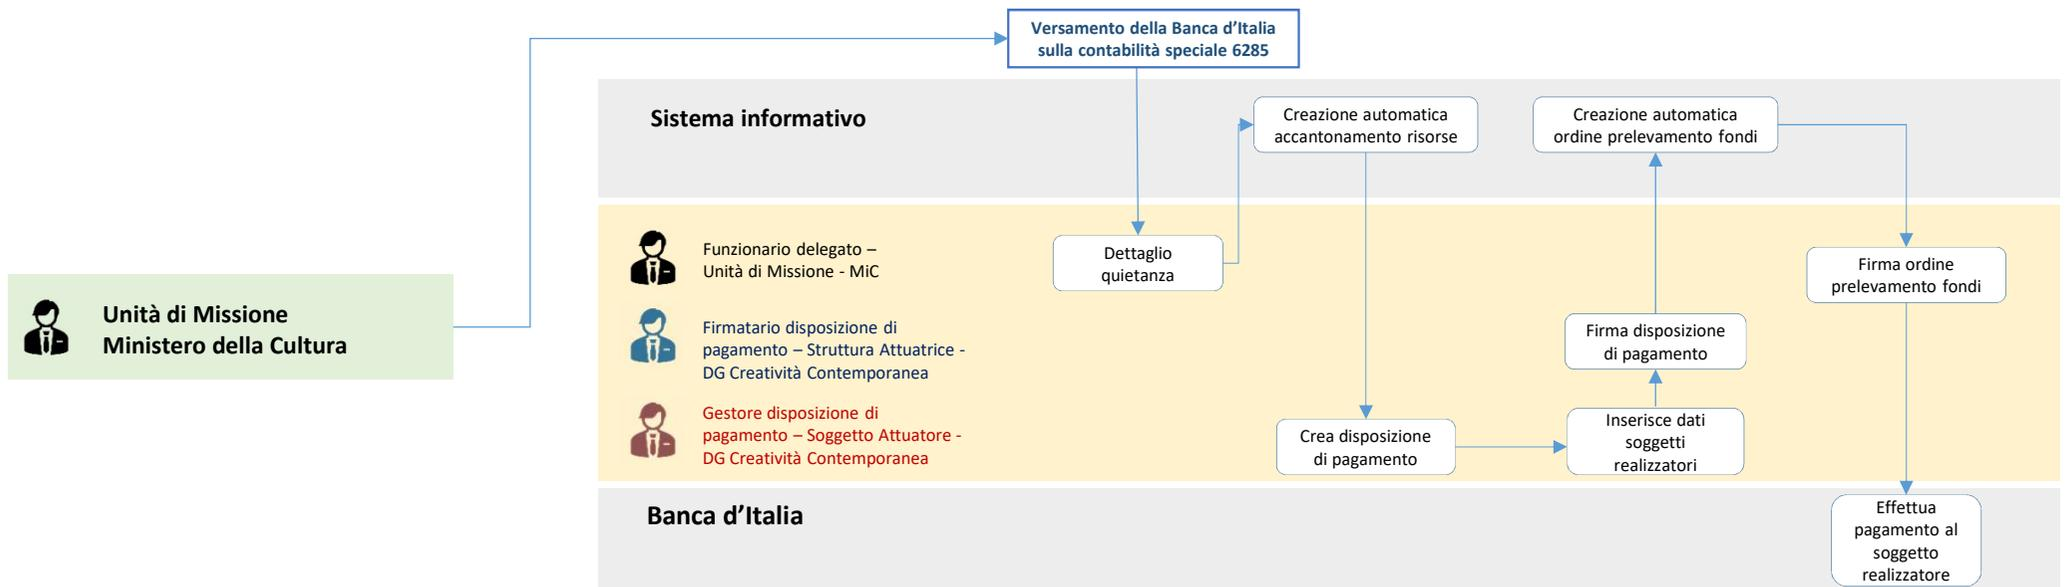 Versamento della Banca d’Italia
sulla contabilità speciale 6285
Sistema informativo
Creazione automatica
accantonamento risorse
Creazione automatica
ordine prelevamento fondi
Funzionario delegato –
Unità di Missione - MiC
Dettaglio
quietanza
Firma ordine
prelevamento fondi
Unità di Missione
Ministero della Cultura
Firmatario disposizione di
pagamento – Struttura Attuatrice -
DG Creatività Contemporanea
Firma disposizione
di pagamento
Gestore disposizione di
pagamento – Soggetto Attuatore -
DG Creatività Contemporanea
Crea disposizione
di pagamento
Inserisce dati
soggetti
realizzatori
Banca d’Italia
Effettua
pagamento al
soggetto
realizzatore